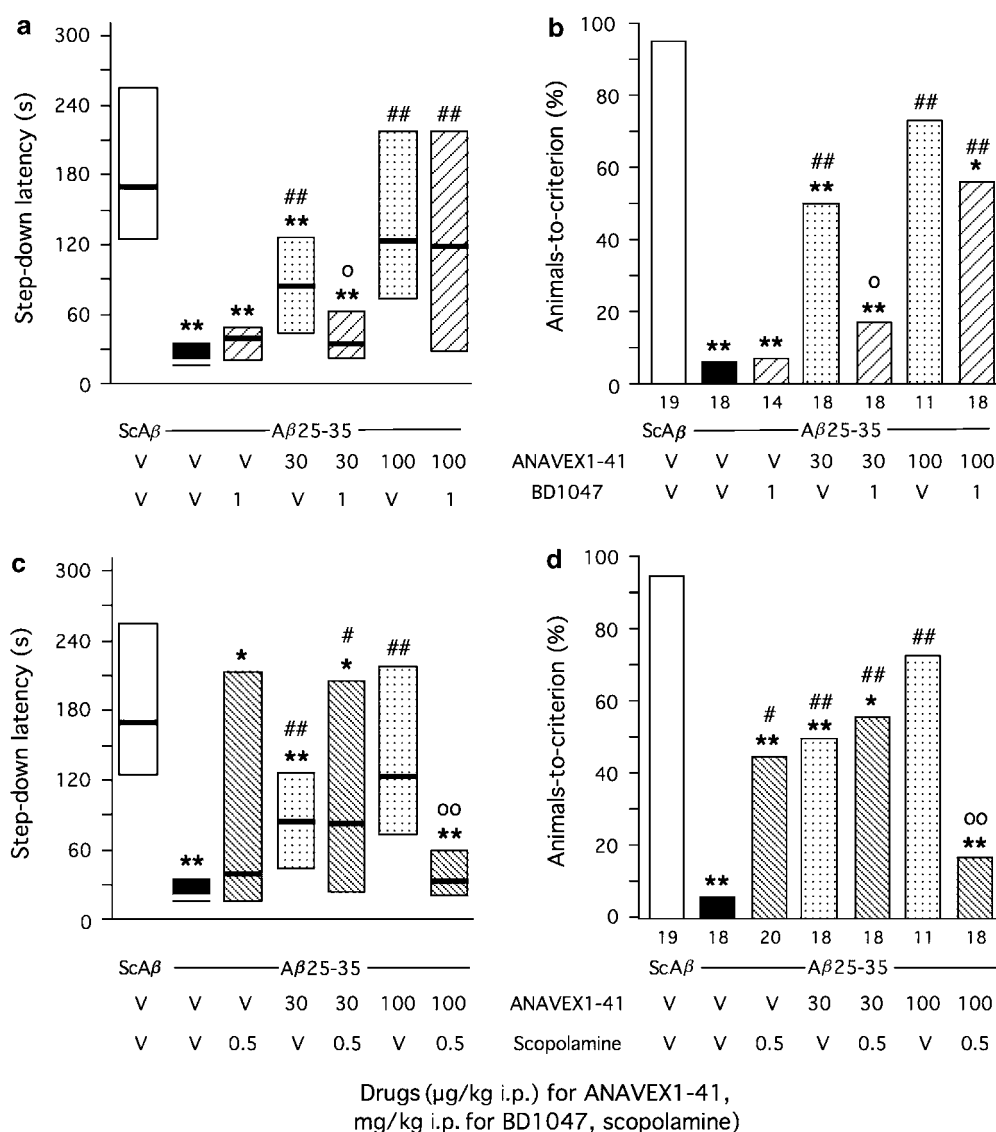 a
Step-down latency (s)
300
240
180
120
60
0
**
**
##
**
o
**
##
##
ScAβ
Aβ25-35
V V V 30 30 100 100
V V 1 V 1 V 1
b
Animals-to-criterion (%)
100
80
60
40
20
0
**
**
##
**
o
**
##
##
*
19 18 14 18 18 11 18
ScAβ
Aβ25-35
ANAVEX1-41 V V V 30 30 100 100
BD1047 V V 1 V 1 V 1
c
Step-down latency (s)
300
240
180
120
60
0
**
*
##
**
#
*
##
oo
**
ScAβ
Aβ25-35
V V V 30 30 100 100
V V 0.5 V 0.5 V 0.5
d
Animals-to-criterion (%)
100
80
60
40
20
0
**
#
**
##
**
##
*
##
oo
**
19 18 20 18 18 11 18
ScAβ
Aβ25-35
ANAVEX1-41 V V V 30 30 100 100
Scopolamine V V 0.5 V 0.5 V 0.5
Drugs (µg/kg i.p.) for ANAVEX1-41,
mg/kg i.p. for BD1047, scopolamine)